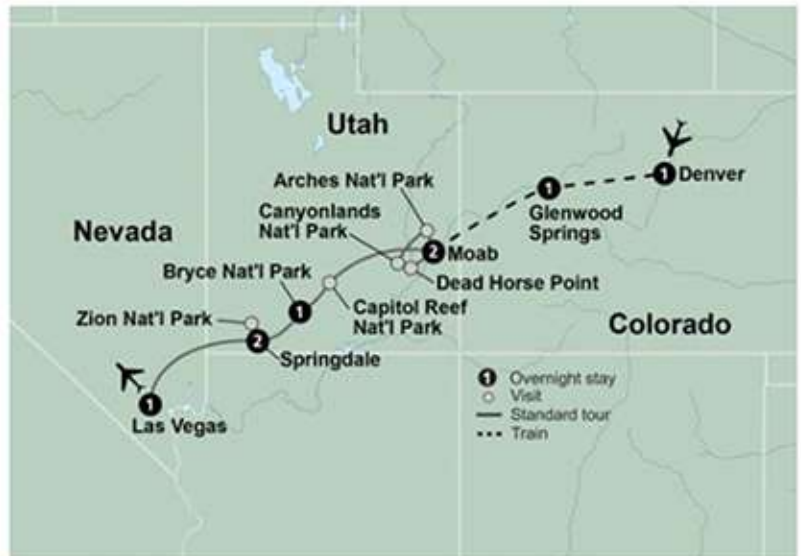 Utah
Arches Nat'l Park
1 Denver
1
Glenwood
Springs
Canyonlands
Nat'l Park
Nevada
2 Moab
Bryce Nat'l Park
Dead Horse Point
1
Capitol Reef
Nat'l Park
Zion Nat'l Park
Colorado
2
Springdale
1
Las Vegas
1 Overnight stay
Visit
Standard tour
Train